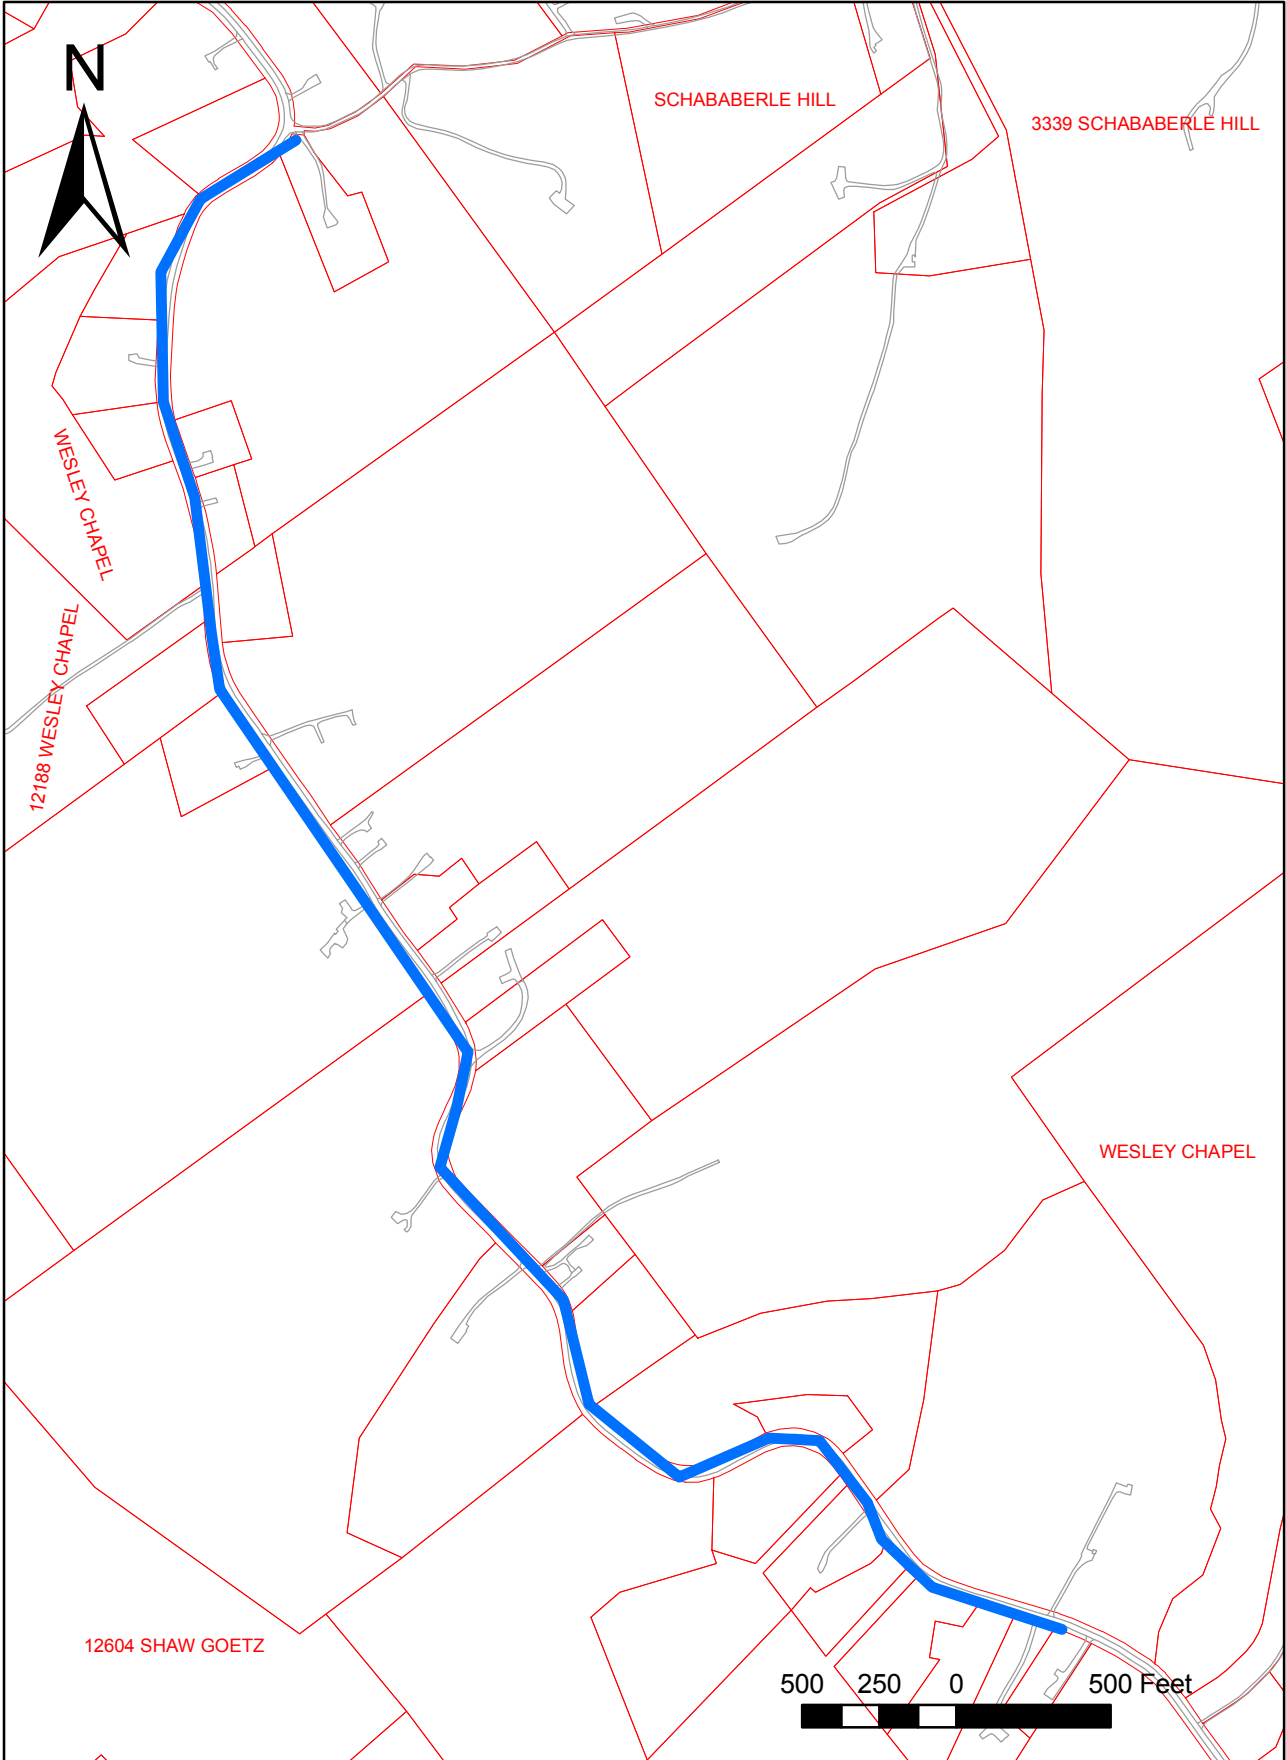 N
SCHABABERLE HILL
3339 SCHABABERLE HILL
WESLEY CHAPEL
12188 WESLEY CHAPEL
WESLEY CHAPEL
12604 SHAW GOETZ
500 250 0 500 Feet